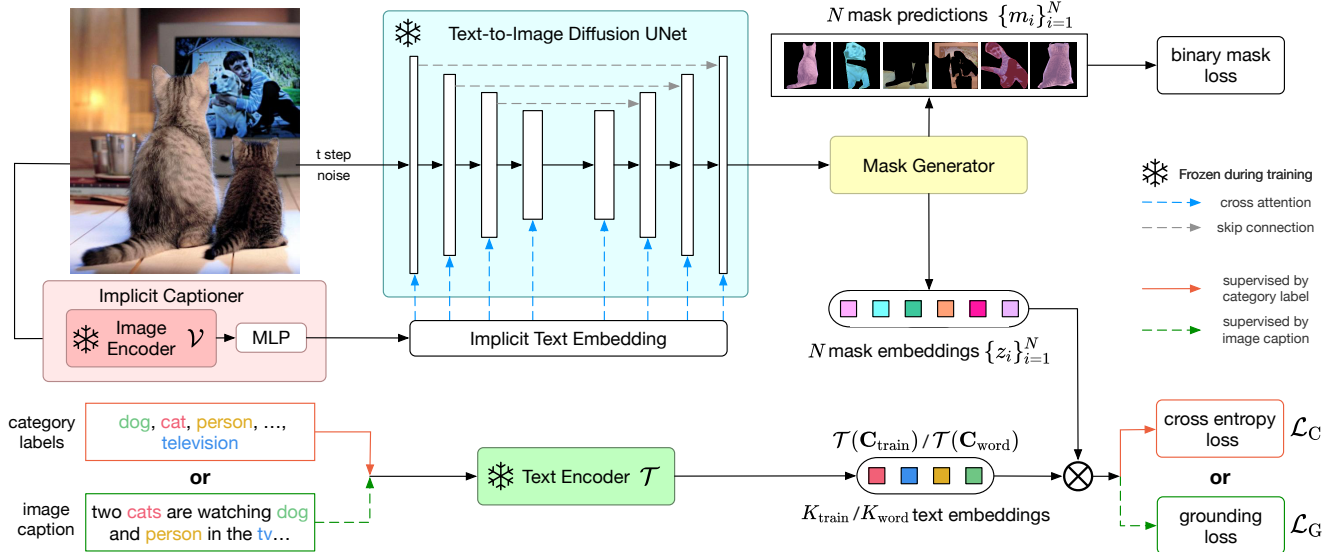 Text-to-Image Diffusion UNet
N mask predictions {m_i}_{i=1}^N
binary mask
loss
t step
noise
Mask Generator
Frozen during training
cross attention
skip connection
supervised by
category label
supervised by
image caption
Implicit Captioner
Image
Encoder 𝒱
MLP
Implicit Text Embedding
N mask embeddings {z_i}_{i=1}^N
category
labels
dog, cat, person, ...,
television
or
image
caption
two cats are watching dog
and person in the tv...
Text Encoder 𝒯
𝒯(C_train) / 𝒯(C_word)
K_train/K_word text embeddings
cross entropy
loss
ℒ_C
or
grounding
loss
ℒ_G